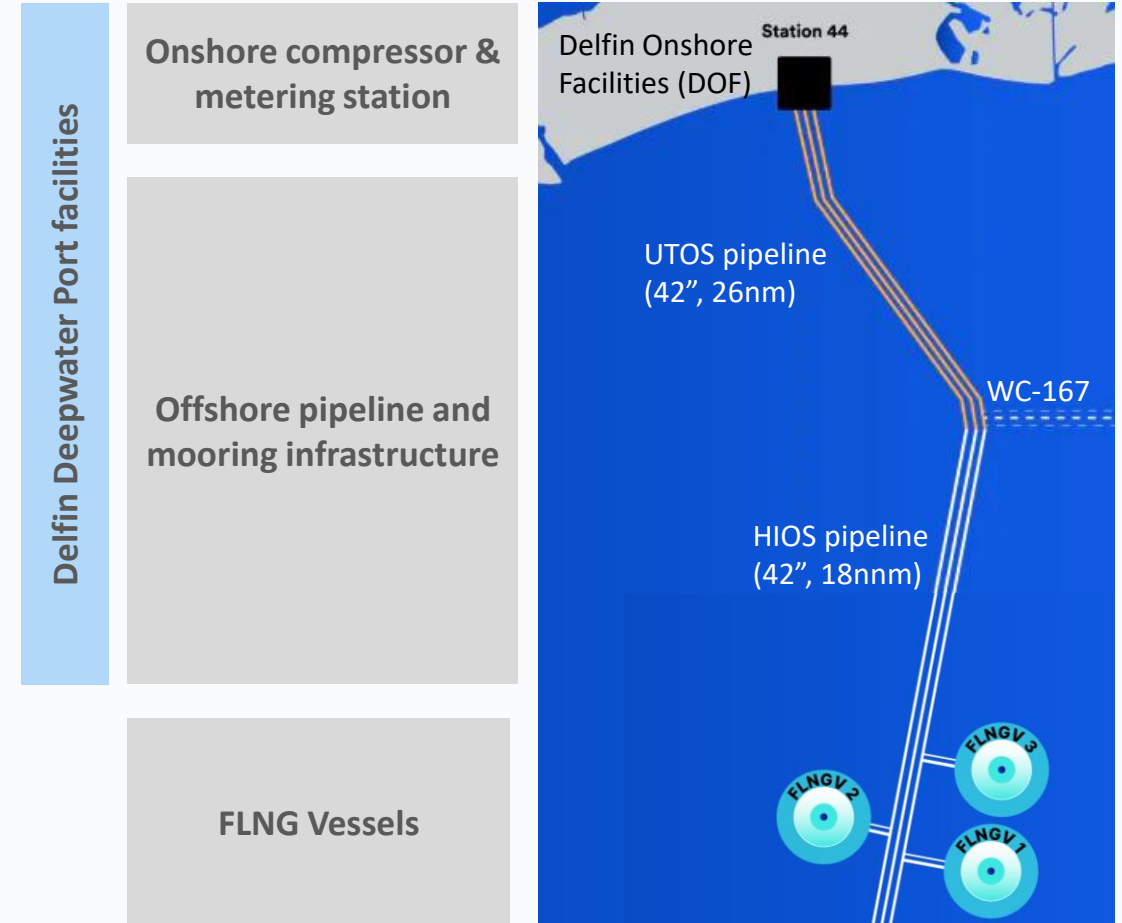 Delfin Deepwater Port facilities
Onshore compressor &
metering station
Offshore pipeline and
mooring infrastructure
FLNG Vessels
Delfin Onshore
Facilities (DOF)
Station 44
UTOS pipeline
(42”, 26nm)
WC-167
HIOS pipeline
(42”, 18nnm)
FLNGV 3
FLNGV 2
FLNGV 1